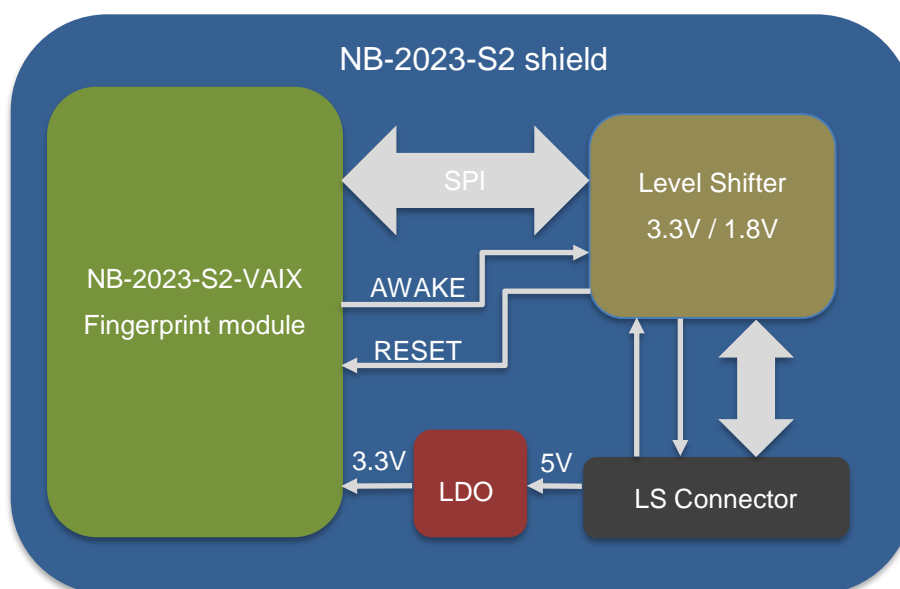 NB-2023-S2 shield
SPI
Level Shifter
3.3V / 1.8V
NB-2023-S2-VAIX
Fingerprint module
AWAKE
RESET
3.3V
LDO
5V
LS Connector